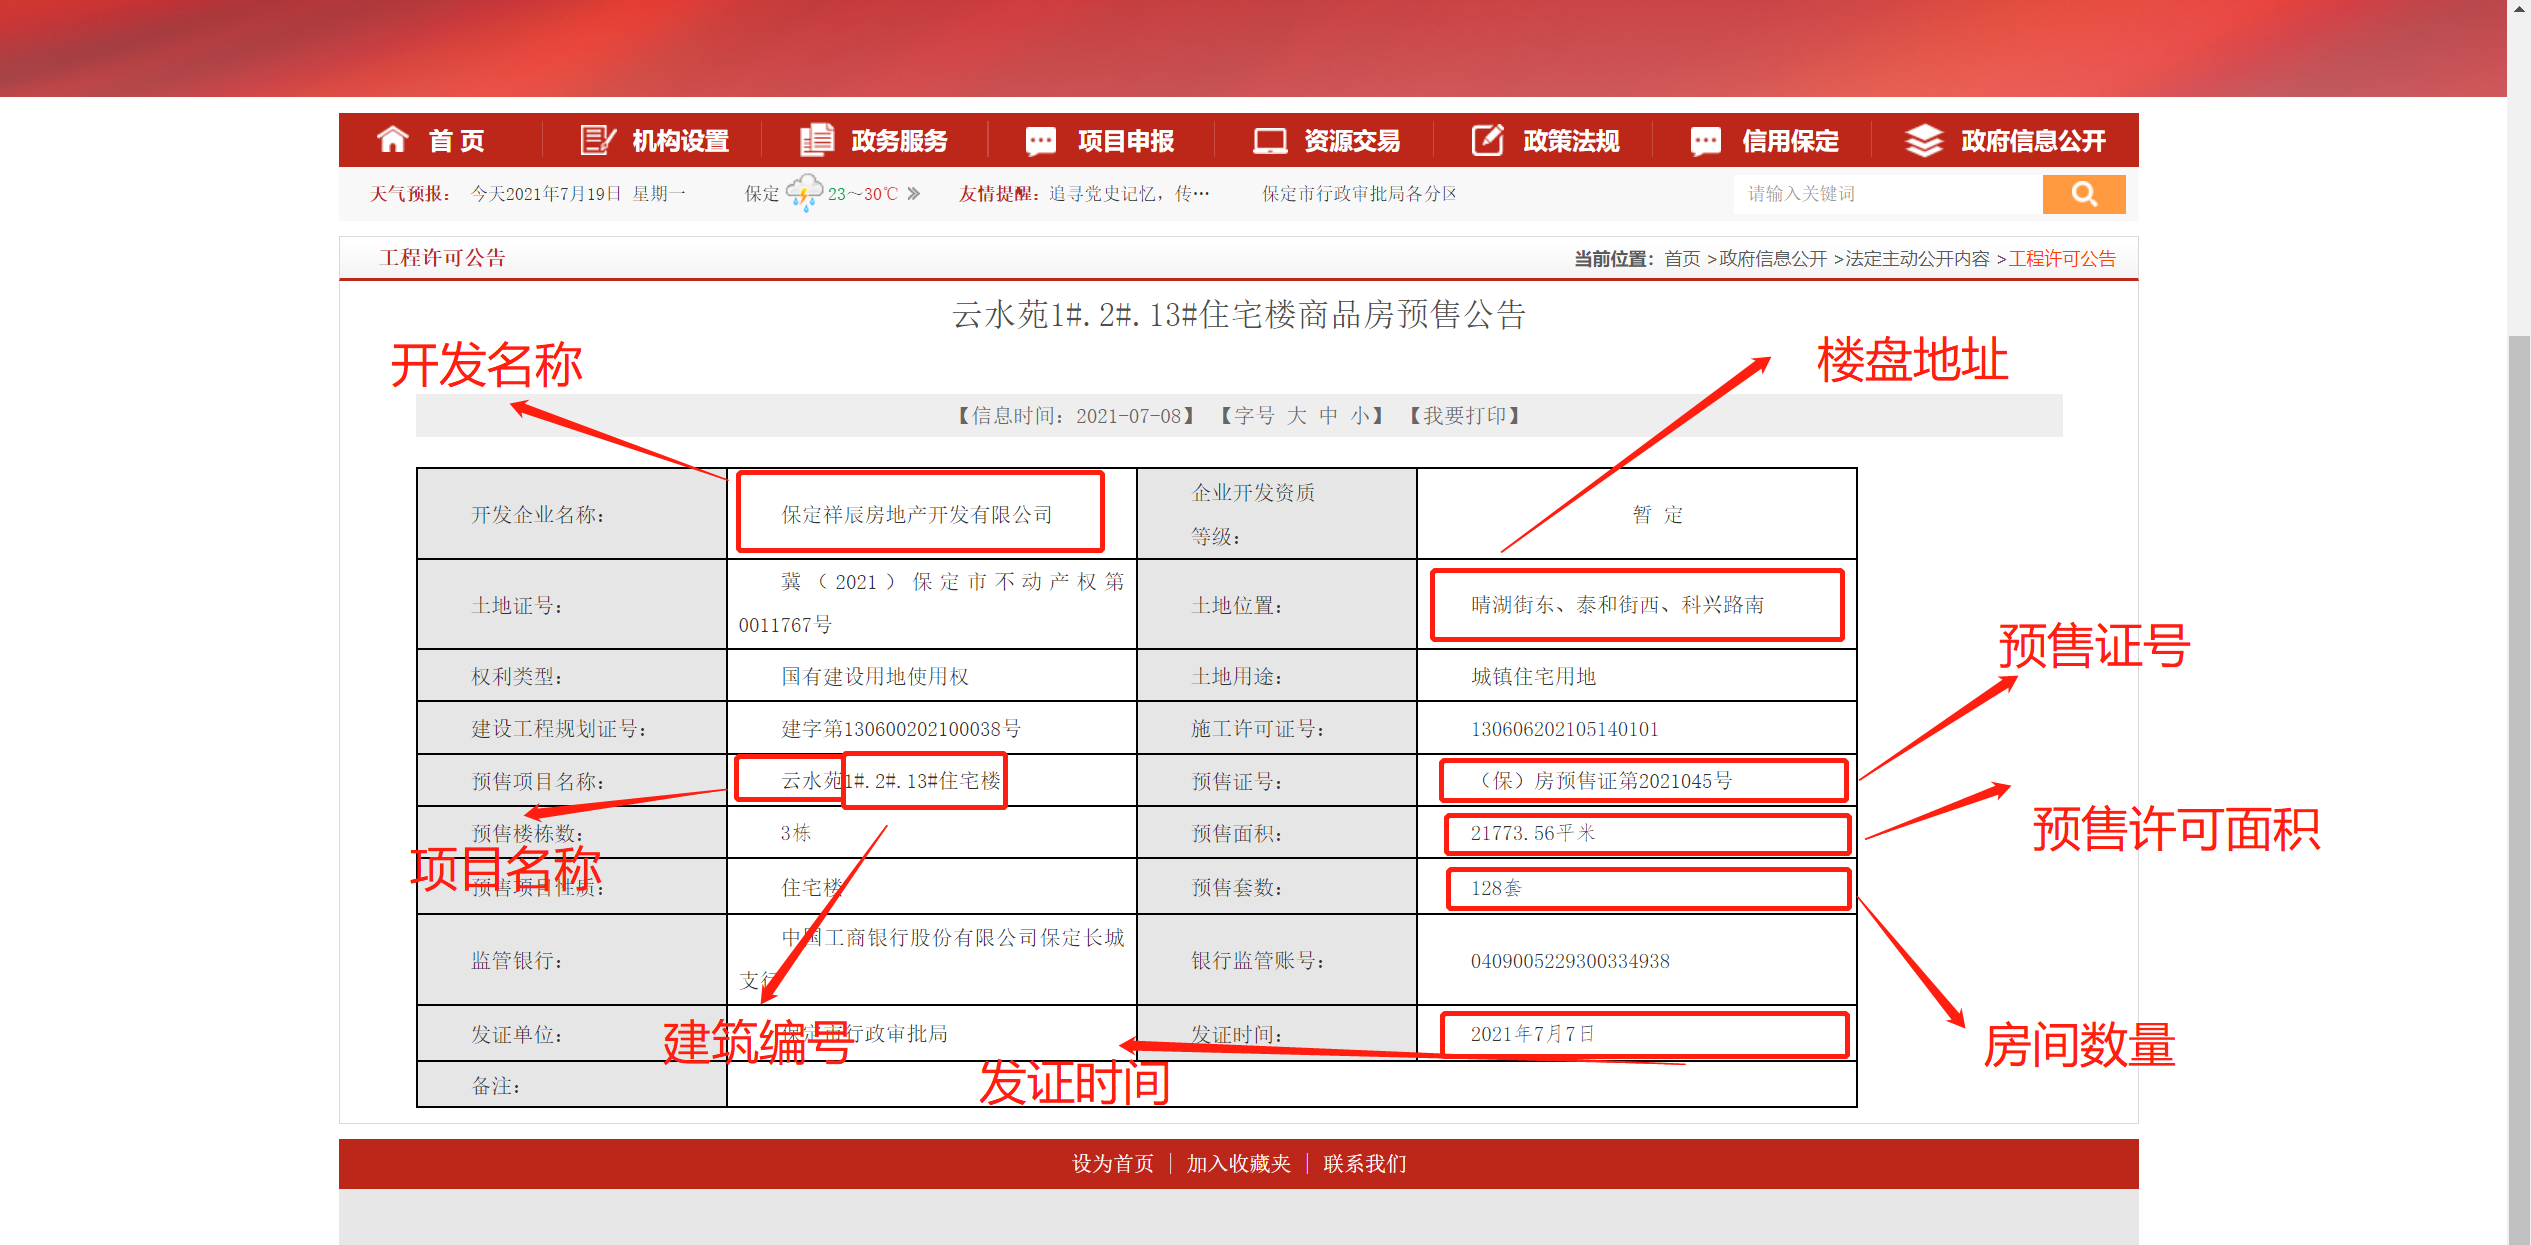 首 页 机构设置 政务服务 项目申报 资源交易 政策法规 信用保定 政府信息公开
天气预报： 今天2021年7月19日 星期一 保定 23～30℃ 友情提醒：追寻党史记忆，传… 保定市行政审批局各分区 请输入关键词
工程许可公告 当前位置：首页 >政府信息公开 >法定主动公开内容 >工程许可公告
云水苑1#.2#.13#住宅楼商品房预售公告
开发名称 楼盘地址
【信息时间：2021-07-08】 【字号 大 中 小】 【我要打印】
开发企业名称： 保定祥辰房地产开发有限公司 企业开发资质
等级： 暂 定
土地证号： 冀（2021）保定市不动产权第
0011767号 土地位置： 晴湖街东、泰和街西、科兴路南
预售证号
权利类型： 国有建设用地使用权 土地用途： 城镇住宅用地
建设工程规划证号： 建字第130600202100038号 施工许可证号： 130606202105140101
预售项目名称： 云水苑1#.2#.13#住宅楼 预售证号： （保）房预售证第2021045号
预售楼栋数： 3栋 预售面积： 21773.56平米
预售许可面积
项目名称
预售项目性质： 住宅楼 预售套数： 128套
监管银行： 中国工商银行股份有限公司保定长城
支行 银行监管账号： 0409005229300334938
发证单位： 保定市行政审批局 发证时间： 2021年7月7日
建筑编号 房间数量
发证时间
备注：
设为首页 | 加入收藏夹 | 联系我们